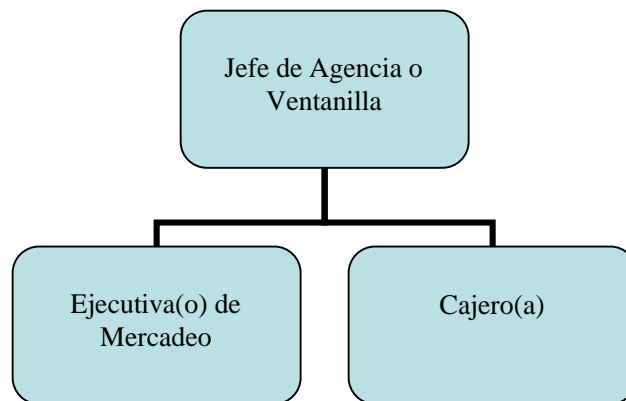 Jefe de Agencia o
Ventanilla
Ejecutiva(o) de
Mercadeo
Cajero(a)